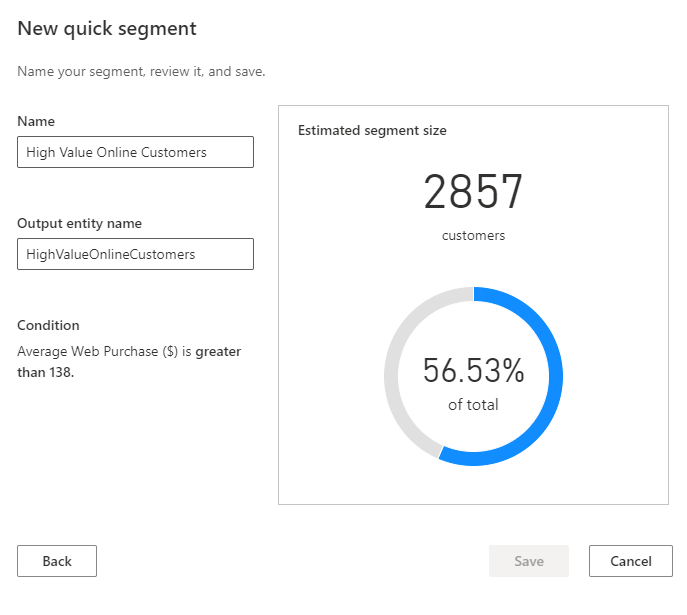 New quick segment
Name your segment, review it, and save.
Name
High Value Online Customers
Output entity name
HighValueOnlineCustomers
Condition
Average Web Purchase ($) is greater
than 138.
Estimated segment size
2857
customers
56.53%
of total
Back
Save
Cancel